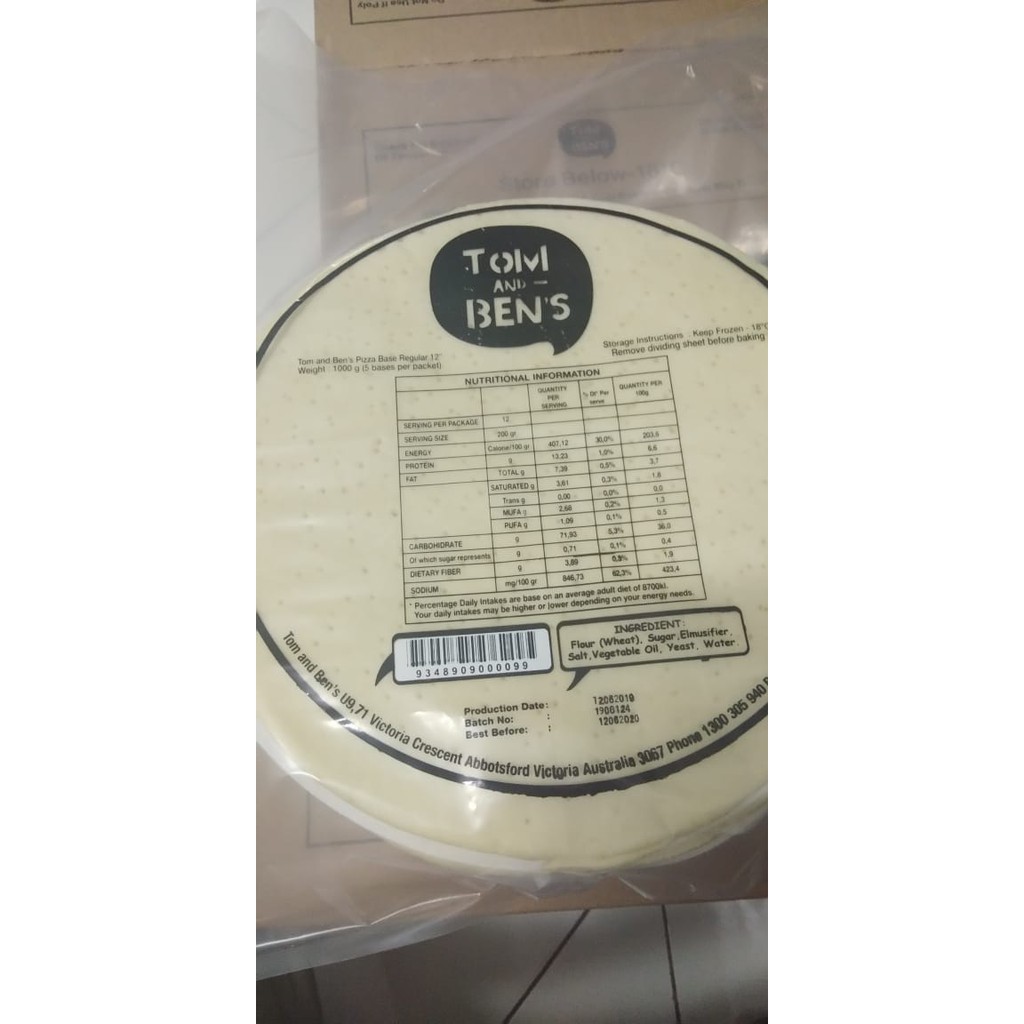 TOM
AND
BEN'S
Tom and Ben's Pizza Base Regular 12"
Weight : 1000 g (5 bases per packet)
Storage Instructions : Keep Frozen - 18°C
Remove dividing sheet before baking
NUTRITIONAL INFORMATION
QUANTITY PER SERVING % DI* Per serve QUANTITY PER 100g
SERVING PER PACKAGE 12
SERVING SIZE 200 gr
ENERGY Calorie/100 gr 407,12 30,0% 203,6
PROTEIN g 13,23 1,0% 6,6
FAT TOTAL g 7,39 0,5% 3,7
SATURATED g 3,61 0,3% 1,8
Trans g 0,00 0,0% 0,0
MUFA g 2,68 0,2% 1,3
PUFA g 1,09 0,1% 0,5
CARBOHIDRATE g 71,93 5,3% 36,0
Of which sugar represents g 0,71 0,1% 0,4
DIETARY FIBER g 3,89 1,9
SODIUM mg/100 gr 846,73 62,3% 423,4
* Percentage Daily Intakes are base on an average adult diet of 8700kl.
Your daily intakes may be higher or lower depending on your energy needs.
9348909000099
INGREDIENT:
Flour (Wheat), Sugar,Elmusifier,
Salt,Vegetable Oil, Yeast, Water.
Production Date: 12082019
Batch No: : 1908124
Best Before: : 12082020
Tom and Ben's U9,71 Victoria Crescent Abbotsford Victoria Australia 3067 Phone 1300 305 940